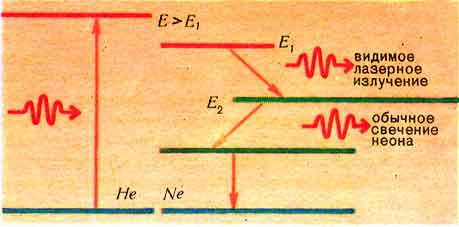 E > E₁
E₁
видимое
лазерное
излучение
E₂
обычное
свечение
неона
He
Ne